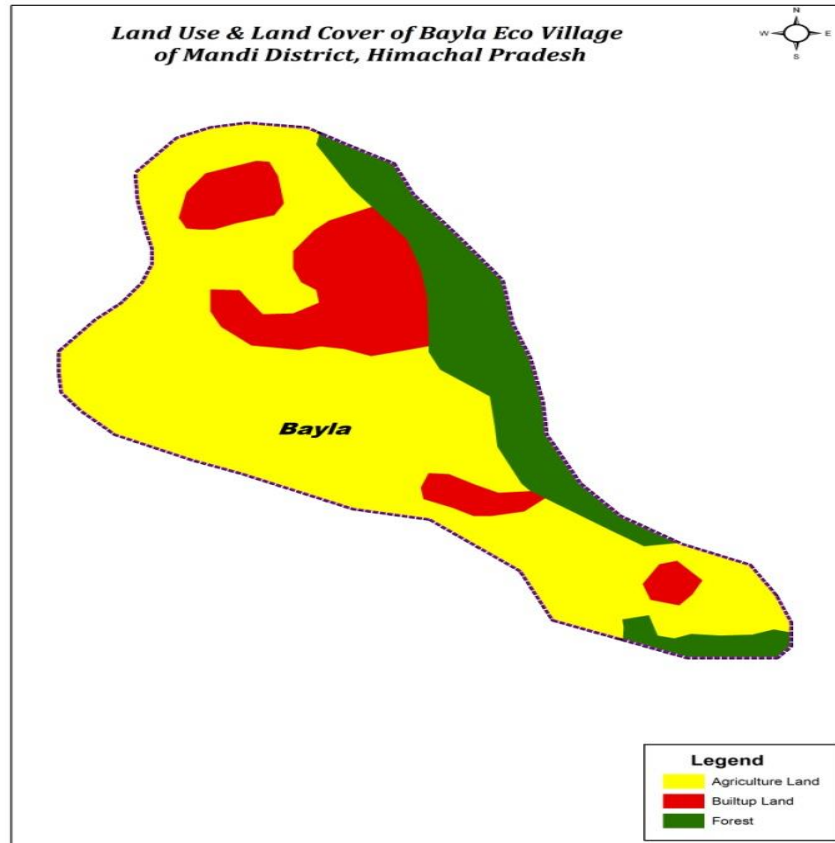 Land Use & Land Cover of Bayla Eco Village
of Mandi District, Himachal Pradesh
N
W E
S
Bayla
Legend
Agriculture Land
Builtup Land
Forest